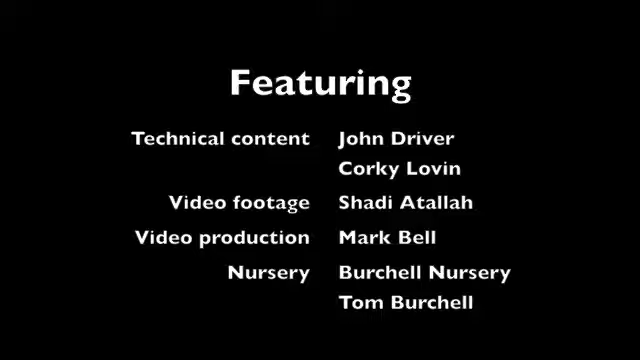 Featuring
Technical content John Driver
Corky Lovin
Video footage Shadi Atallah
Video production Mark Bell
Nursery Burchell Nursery
Tom Burchell